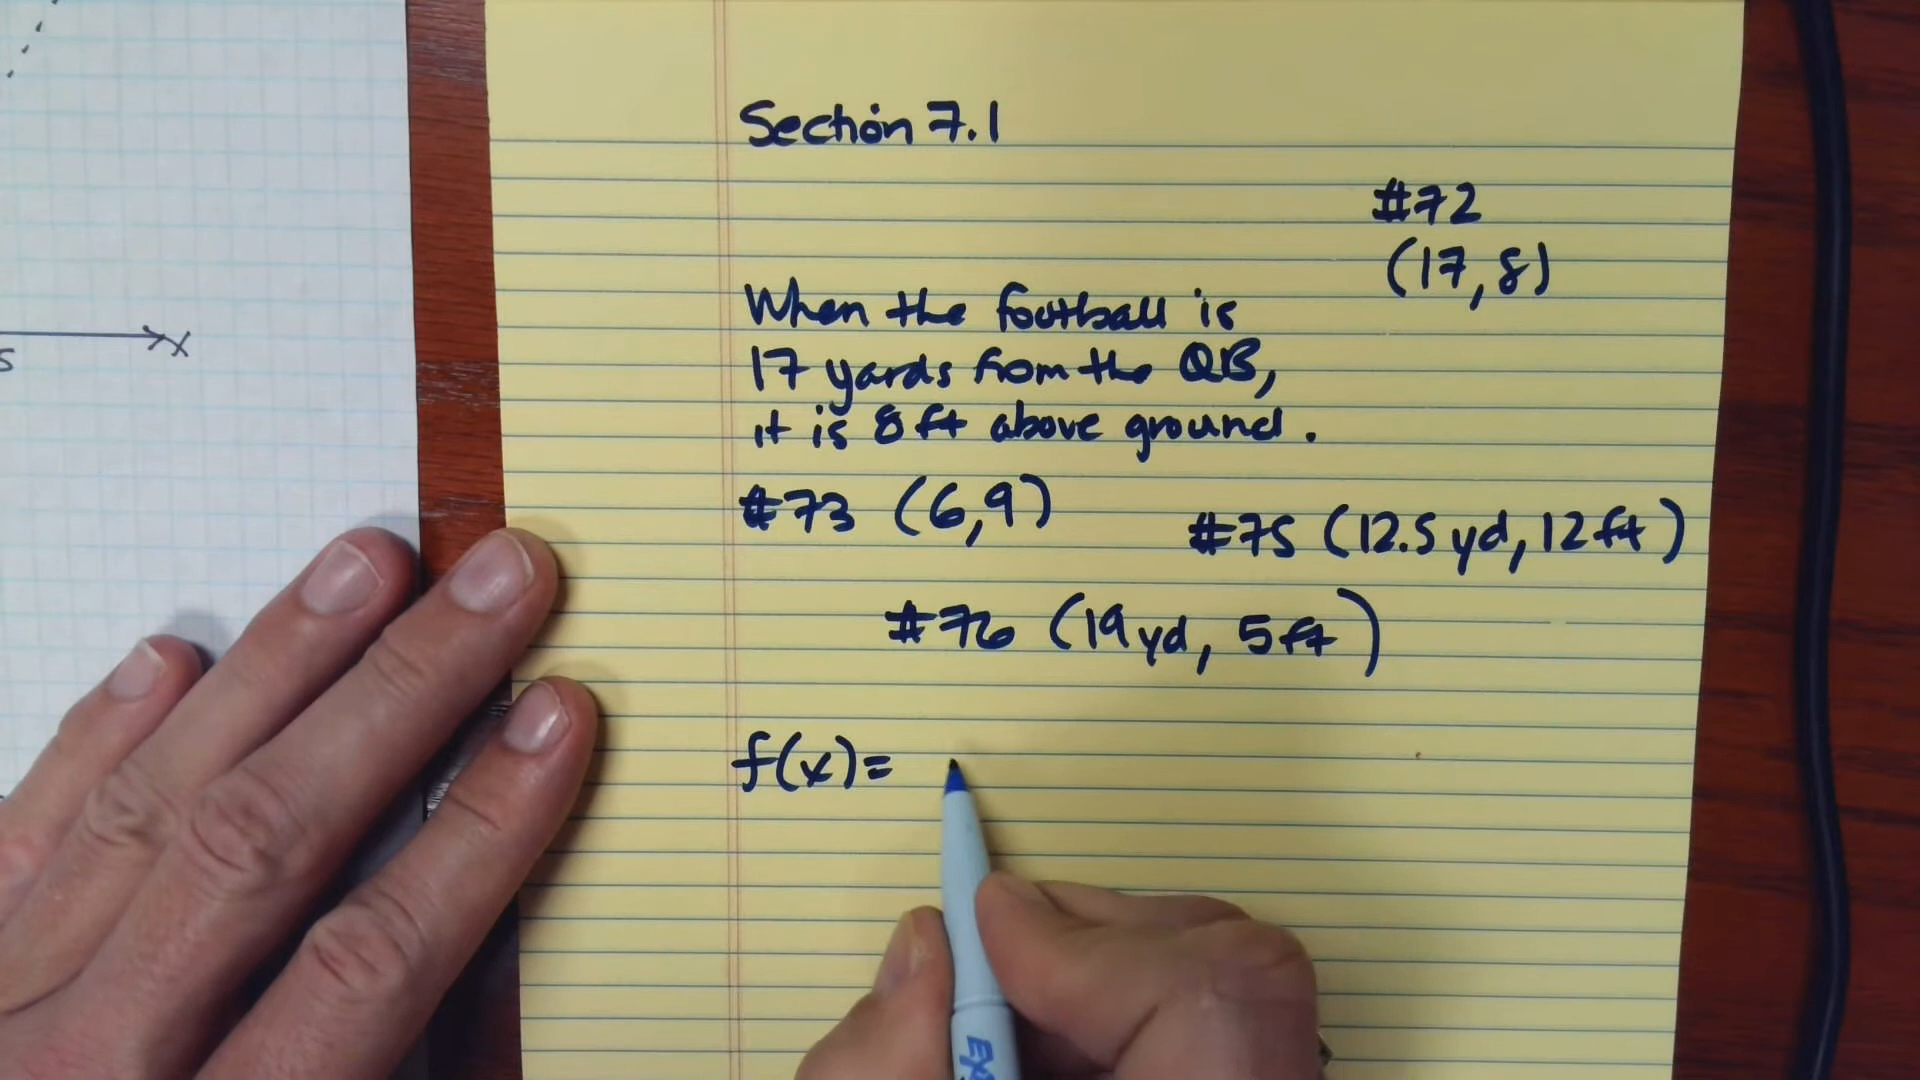 Section 7.1
#72
(17,8)
When the football is
17 yards from the QB,
it is 8 ft above ground.
#73 (6,9)
#75 (12.5 yd, 12 ft)
#76 (19 yd, 5 ft)
f(x)=
x
s